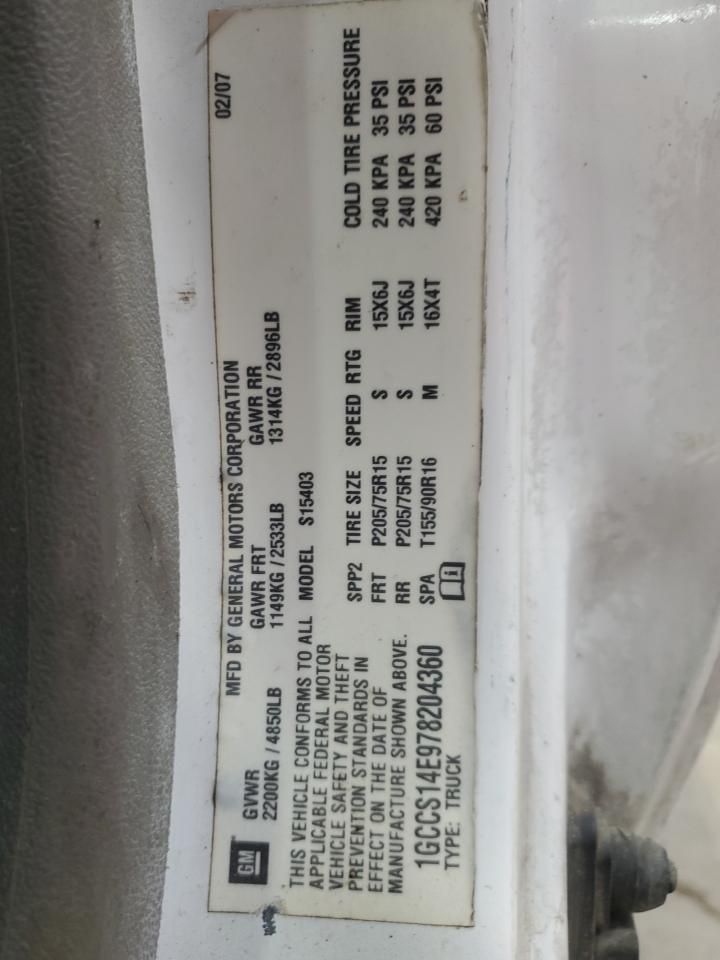 GM
MFD BY GENERAL MOTORS CORPORATION 02/07
GVWR GAWR FRT GAWR RR
2200KG / 4850LB 1149KG / 2533LB 1314KG / 2896LB
THIS VEHICLE CONFORMS TO ALL
APPLICABLE FEDERAL MOTOR
VEHICLE SAFETY AND THEFT
PREVENTION STANDARDS IN
EFFECT ON THE DATE OF
MANUFACTURE SHOWN ABOVE.
1GCCS14E978204360
TYPE: TRUCK
MODEL S15403
SPP2 TIRE SIZE SPEED RTG RIM COLD TIRE PRESSURE
FRT P205/75R15 S 15X6J 240 KPA 35 PSI
RR P205/75R15 S 15X6J 240 KPA 35 PSI
SPA T155/90R16 M 16X4T 420 KPA 60 PSI